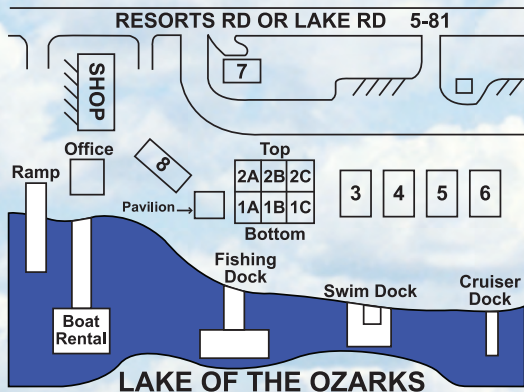 RESORTS RD OR LAKE RD 5-81
7
SHOP
Office
8
Top
2A 2B 2C
1A 1B 1C
Bottom
3 4 5 6
Ramp
Pavilion→
Fishing
Dock
Swim Dock
Cruiser
Dock
Boat
Rental
LAKE OF THE OZARKS